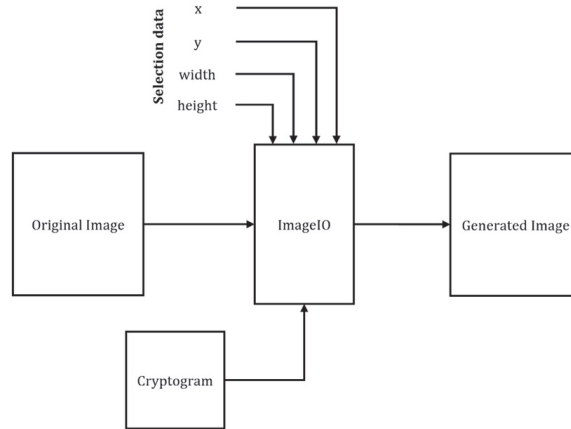 Selection data
x
y
width
height
Original Image
ImageIO
Generated Image
Cryptogram